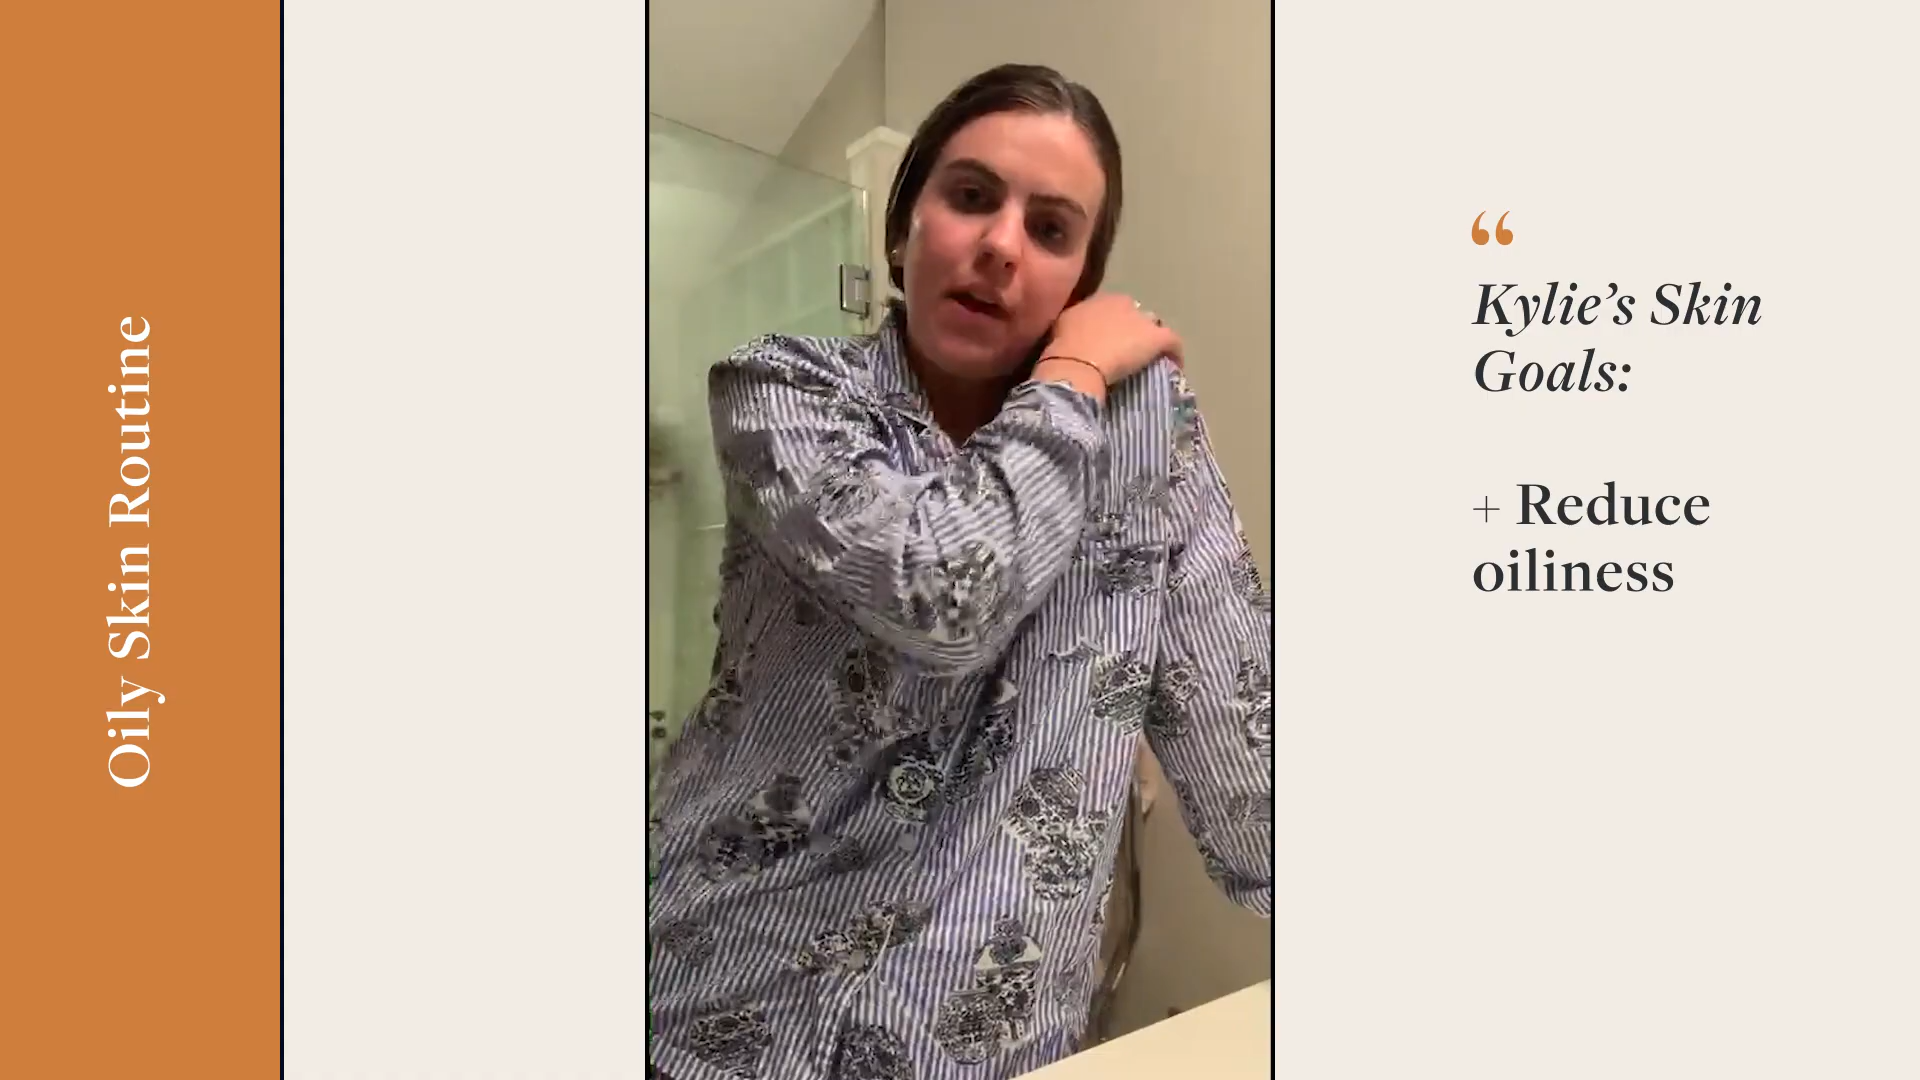 Oily Skin Routine
“
Kylie’s Skin
Goals:
+ Reduce
oiliness